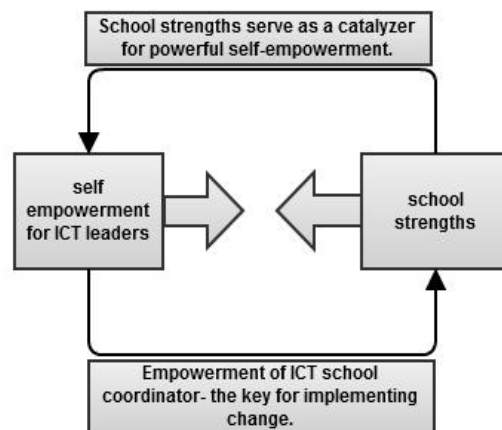 School strengths serve as a catalyzer
for powerful self-empowerment.
self
empowerment
for ICT leaders
school
strengths
Empowerment of ICT school
coordinator- the key for implementing
change.